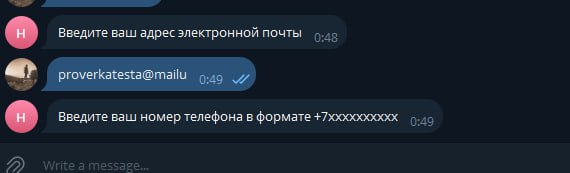 Н
Введите ваш адрес электронной почты 0:48
proverkatesta@mailu 0:49
Н
Введите ваш номер телефона в формате +7xxxxxxxxxx 0:49
Write a message...